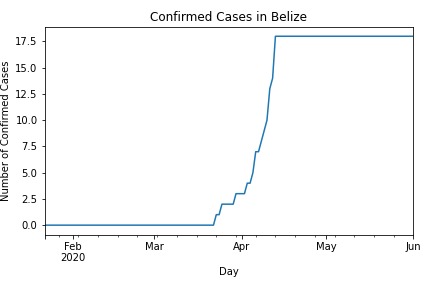 Confirmed Cases in Belize
Number of Confirmed Cases
17.5
15.0
12.5
10.0
7.5
5.0
2.5
0.0
Feb
2020
Mar
Apr
May
Jun
Day